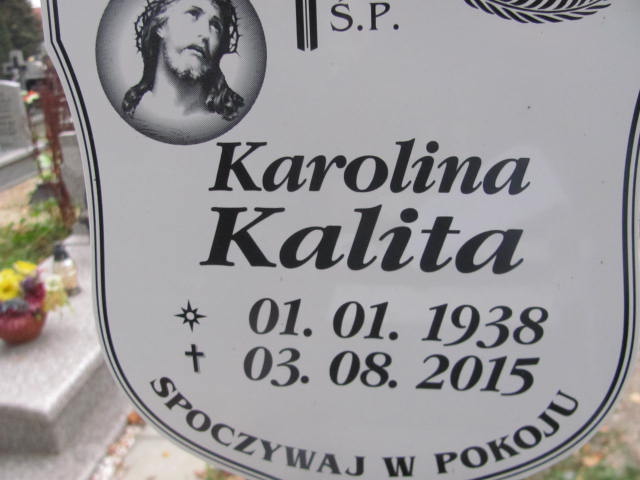 Ś.P.
Karolina
Kalita
01. 01. 1938
03. 08. 2015
SPOCZYWAJ W POKOJU